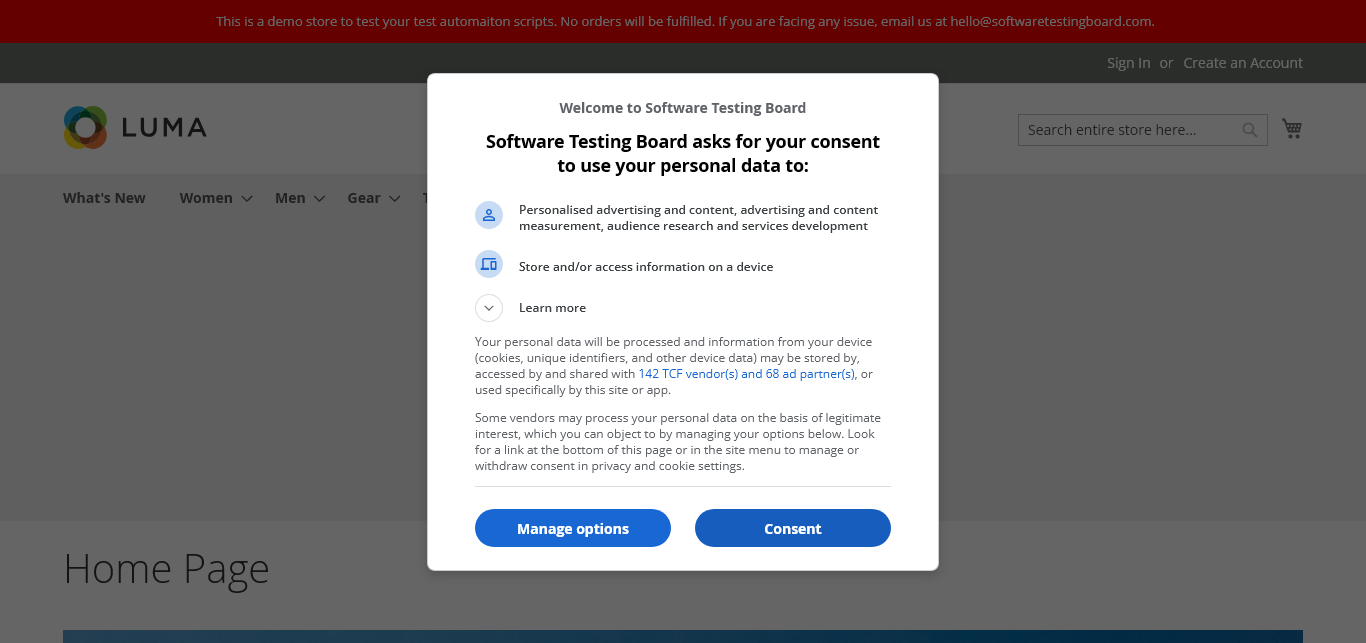 This is a demo store to test your test automaiton scripts. No orders will be fulfilled. If you are facing any issue, email us at hello@softwaretestingboard.com.
Sign In or Create an Account
LUMA
Search entire store here...
What's New Women Men Gear T
Welcome to Software Testing Board
Software Testing Board asks for your consent
to use your personal data to:
Personalised advertising and content, advertising and content
measurement, audience research and services development
Store and/or access information on a device
Learn more
Your personal data will be processed and information from your device
(cookies, unique identifiers, and other device data) may be stored by,
accessed by and shared with 142 TCF vendor(s) and 68 ad partner(s), or
used specifically by this site or app.
Some vendors may process your personal data on the basis of legitimate
interest, which you can object to by managing your options below. Look
for a link at the bottom of this page or in the site menu to manage or
withdraw consent in privacy and cookie settings.
Manage options Consent
Home Page